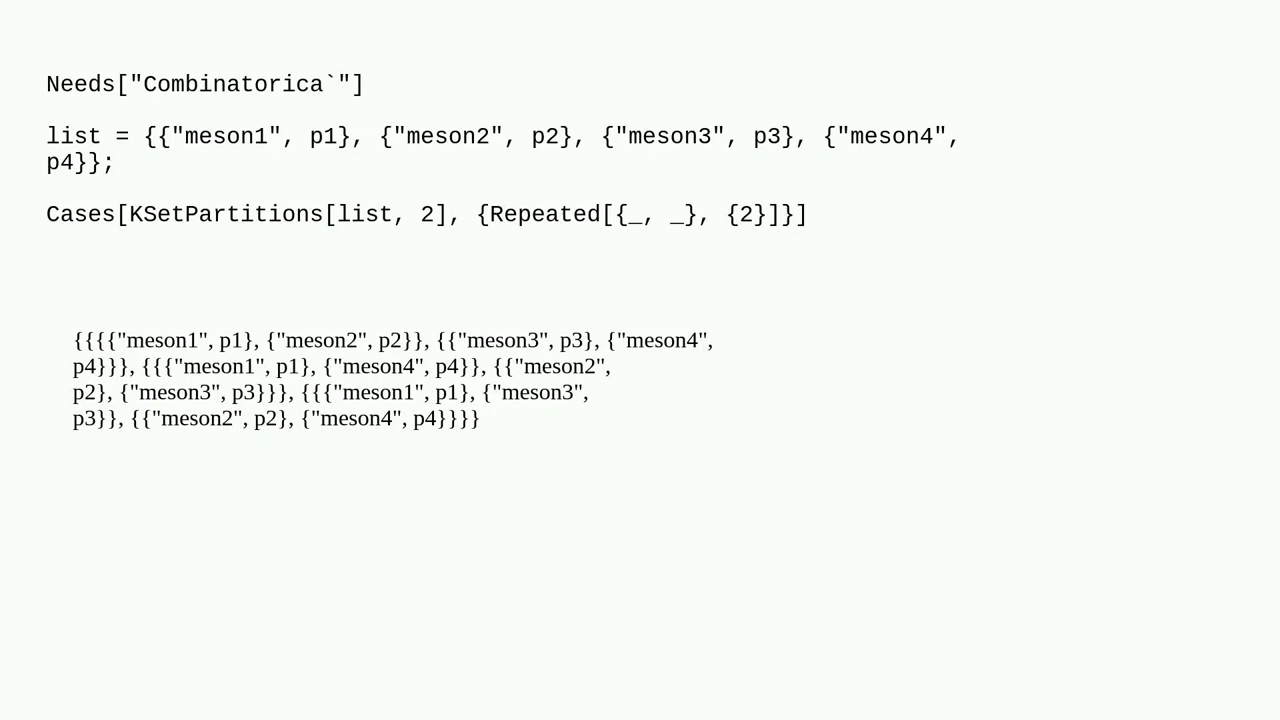 Needs["Combinatorica`"]
list = {{"meson1", p1}, {"meson2", p2}, {"meson3", p3}, {"meson4",
p4}};
Cases[KSetPartitions[list, 2], {Repeated[{_, _}, {2}]}]
{{{{"meson1", p1}, {"meson2", p2}}, {{"meson3", p3}, {"meson4",
p4}}}, {{{"meson1", p1}, {"meson4", p4}}, {{"meson2",
p2}, {"meson3", p3}}}, {{{"meson1", p1}, {"meson3",
p3}}, {{"meson2", p2}, {"meson4", p4}}}}